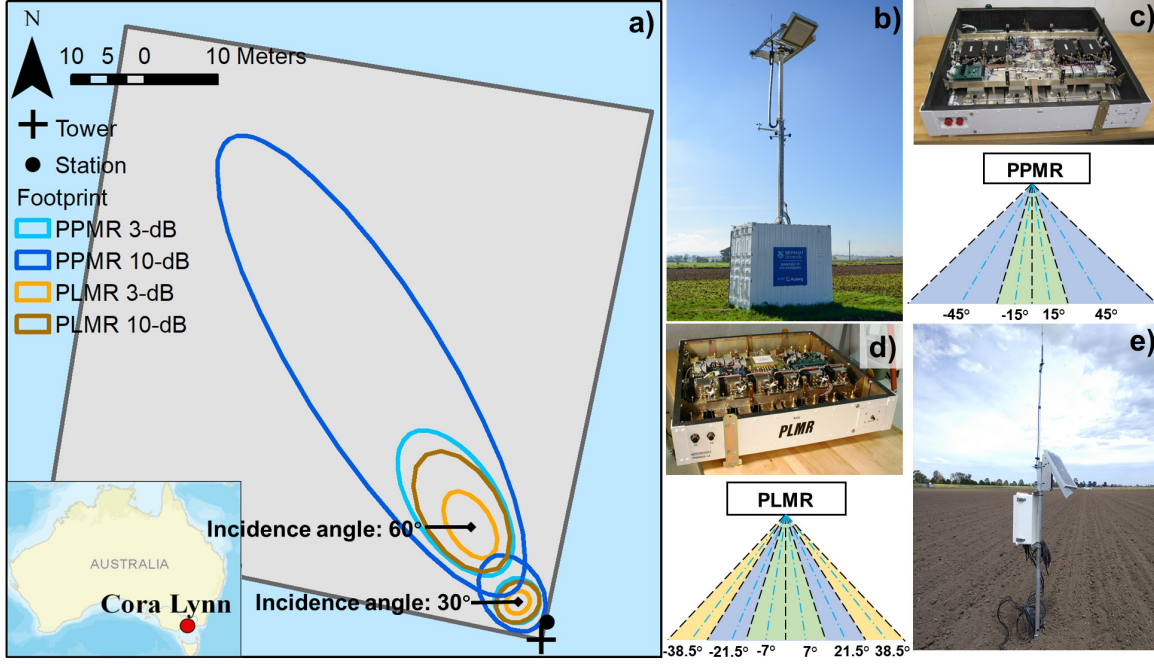 a)
N
10 5 0 10 Meters
Tower
Station
Footprint
PPMR 3-dB
PPMR 10-dB
PLMR 3-dB
PLMR 10-dB
Incidence angle: 60°
Incidence angle: 30°
AUSTRALIA
Cora Lynn
b)
MONASH
University
c)
PPMR
-45° -15° 15° 45°
d)
PLMR
PLMR
-38.5° -21.5° -7° 7° 21.5° 38.5°
e)